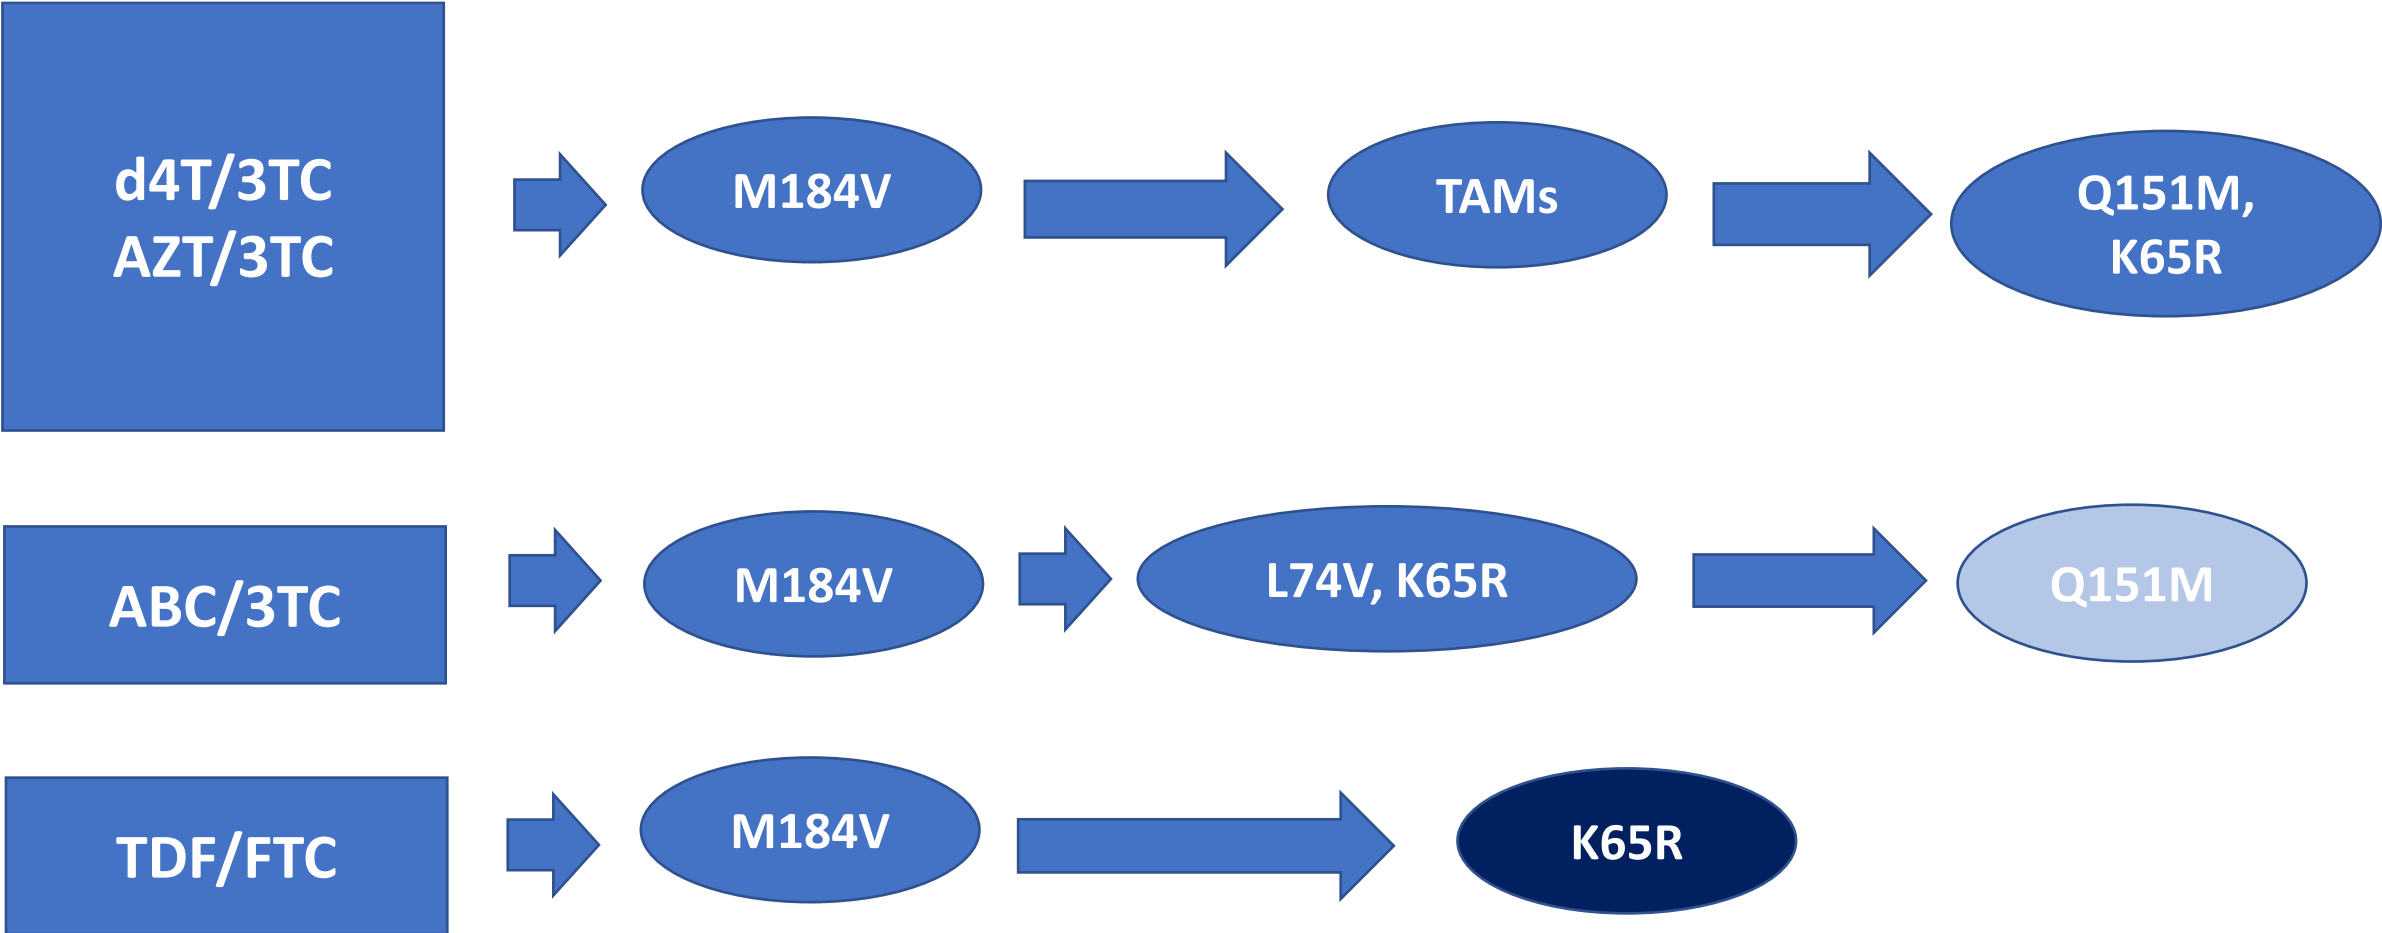 d4T/3TC
AZT/3TC
M184V
TAMs
Q151M,
K65R
ABC/3TC
M184V
L74V, K65R
Q151M
TDF/FTC
M184V
K65R